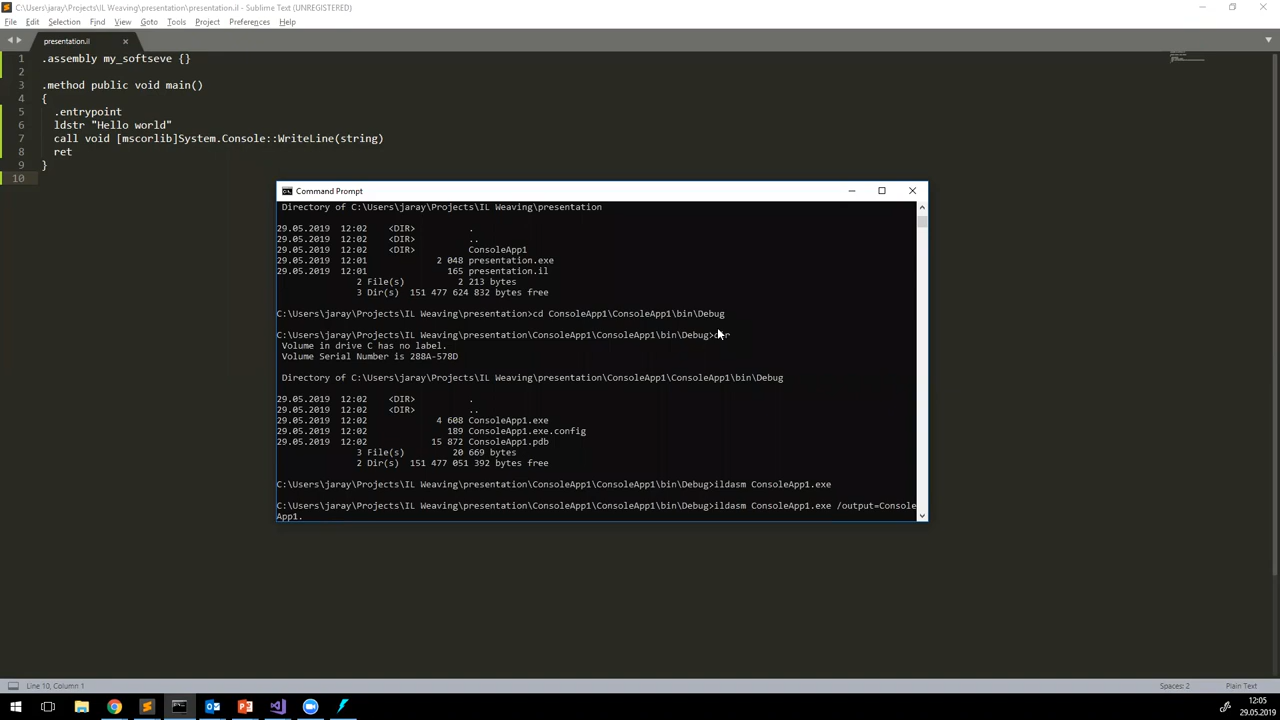 C:\Users\jaray\Projects\IL Weaving\presentation\presentation.il - Sublime Text (UNREGISTERED)
File Edit Selection Find View Goto Tools Project Preferences Help
presentation.il
1 .assembly my_softseve {}
2
3 .method public void main()
4 {
5 .entrypoint
6 ldstr "Hello world"
7 call void [mscorlib]System.Console::WriteLine(string)
8 ret
9 }
10
Command Prompt
Directory of C:\Users\jaray\Projects\IL Weaving\presentation
29.05.2019 12:02 <DIR> .
29.05.2019 12:02 <DIR> ..
29.05.2019 12:02 <DIR> ConsoleApp1
29.05.2019 12:01 2 048 presentation.exe
29.05.2019 12:01 165 presentation.il
2 File(s) 2 213 bytes
3 Dir(s) 151 477 624 832 bytes free
C:\Users\jaray\Projects\IL Weaving\presentation>cd ConsoleApp1\ConsoleApp1\bin\Debug
C:\Users\jaray\Projects\IL Weaving\presentation\ConsoleApp1\ConsoleApp1\bin\Debug>dir
Volume in drive C has no label.
Volume Serial Number is 288A-578D
Directory of C:\Users\jaray\Projects\IL Weaving\presentation\ConsoleApp1\ConsoleApp1\bin\Debug
29.05.2019 12:02 <DIR> .
29.05.2019 12:02 <DIR> ..
29.05.2019 12:02 4 608 ConsoleApp1.exe
29.05.2019 12:02 189 ConsoleApp1.exe.config
29.05.2019 12:02 15 872 ConsoleApp1.pdb
3 File(s) 20 669 bytes
2 Dir(s) 151 477 051 392 bytes free
C:\Users\jaray\Projects\IL Weaving\presentation\ConsoleApp1\ConsoleApp1\bin\Debug>ildasm ConsoleApp1.exe
C:\Users\jaray\Projects\IL Weaving\presentation\ConsoleApp1\ConsoleApp1\bin\Debug>ildasm ConsoleApp1.exe /output=Console
App1.
Line 10, Column 1
Spaces: 2
Plain Text
12:05
29.05.2019